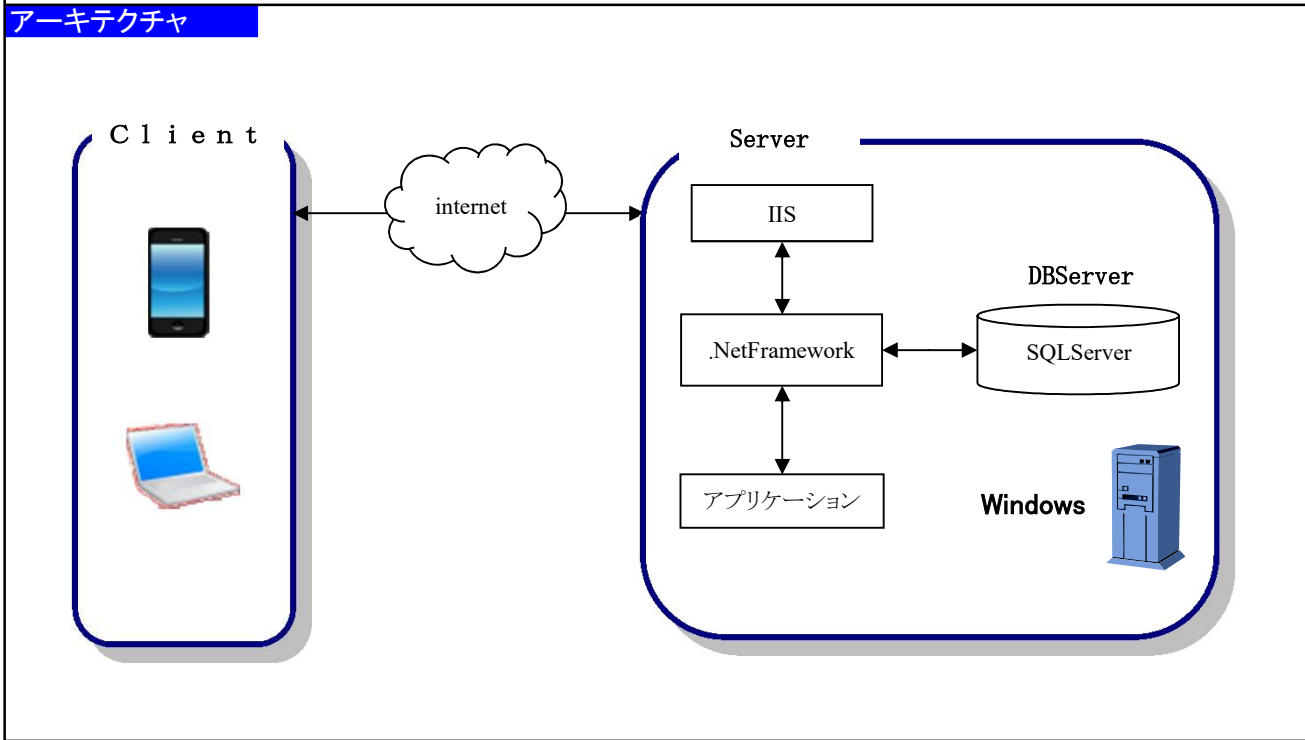 アーキテクチャ
Ｃｌｉｅｎｔ
internet
Server
IIS
.NetFramework
DBServer
SQLServer
アプリケーション
Windows